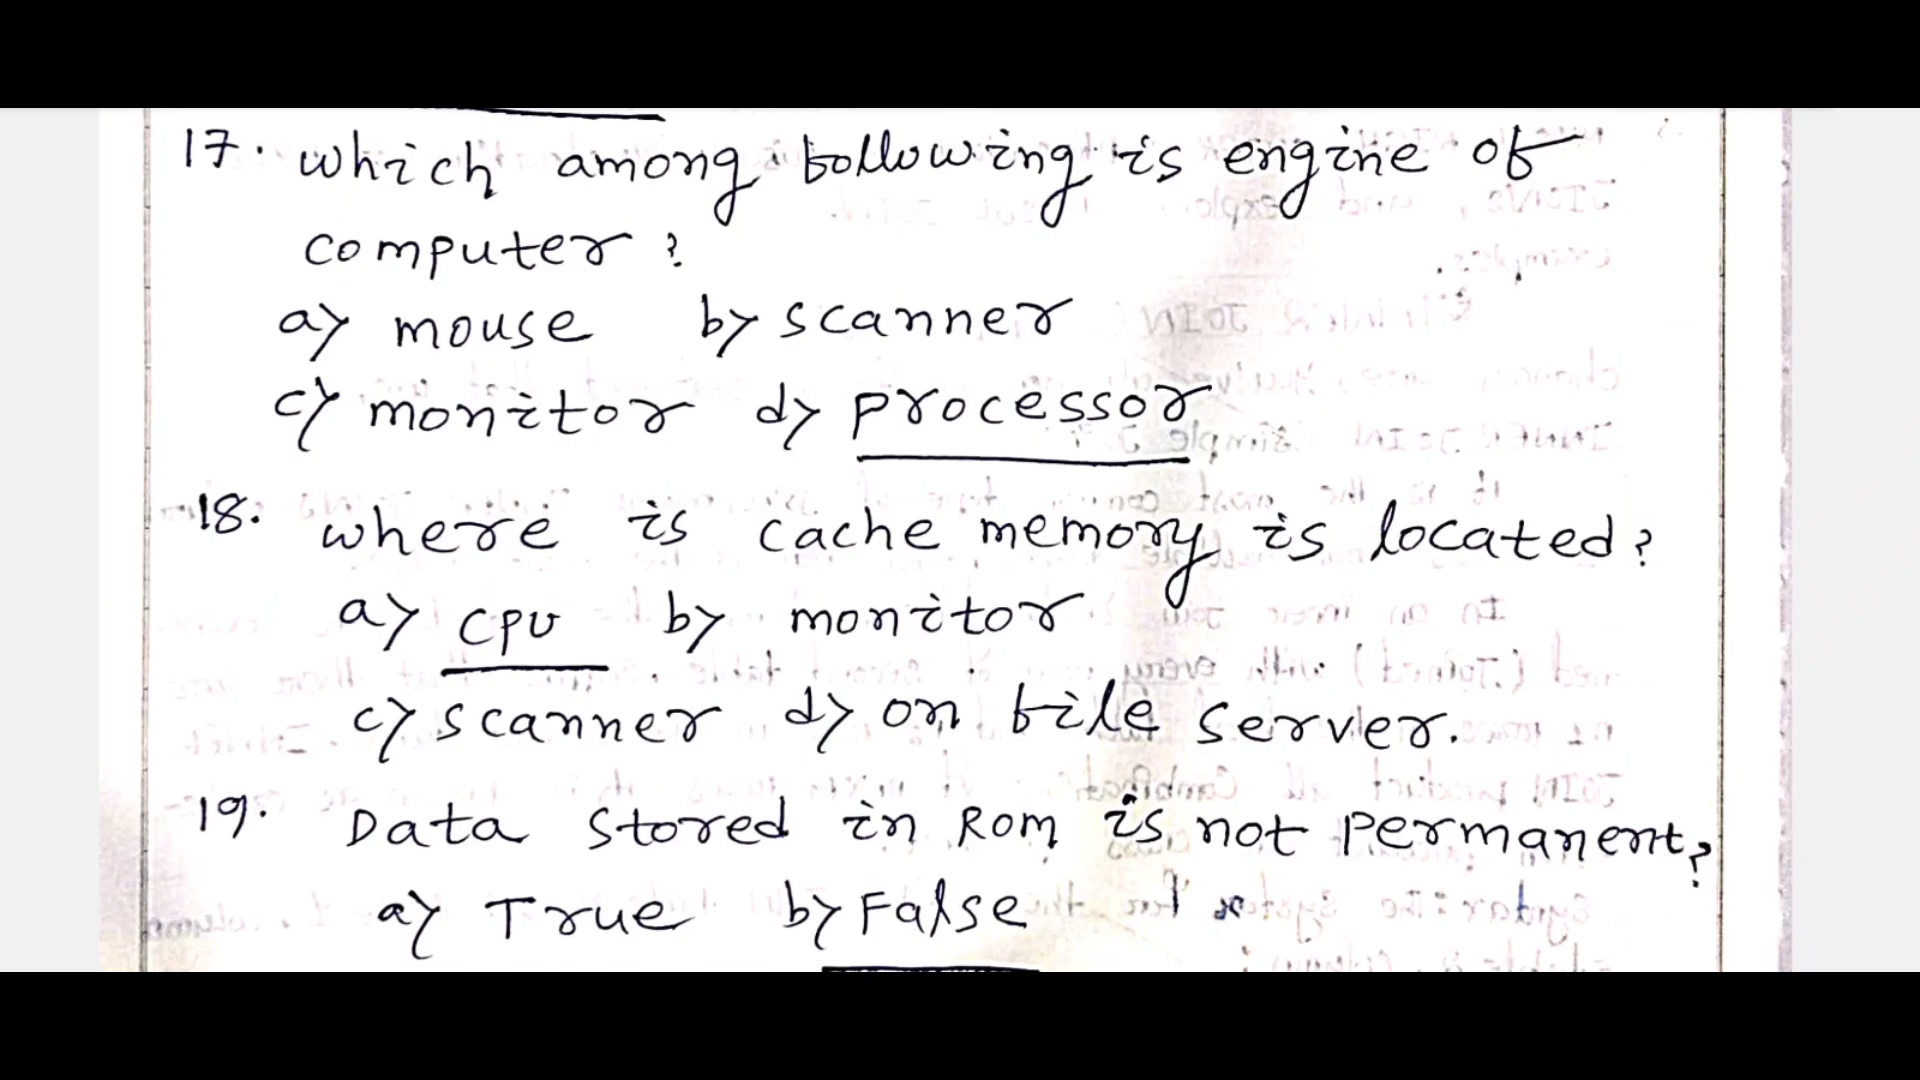 17. which among following is engine of
computer?
a) mouse b) scanner
c) monitor d) processor
18. where is cache memory is located?
a) CPU b) monitor
c) scanner d) on file server.
19. Data stored in ROM is not permanent?
a) True b) False